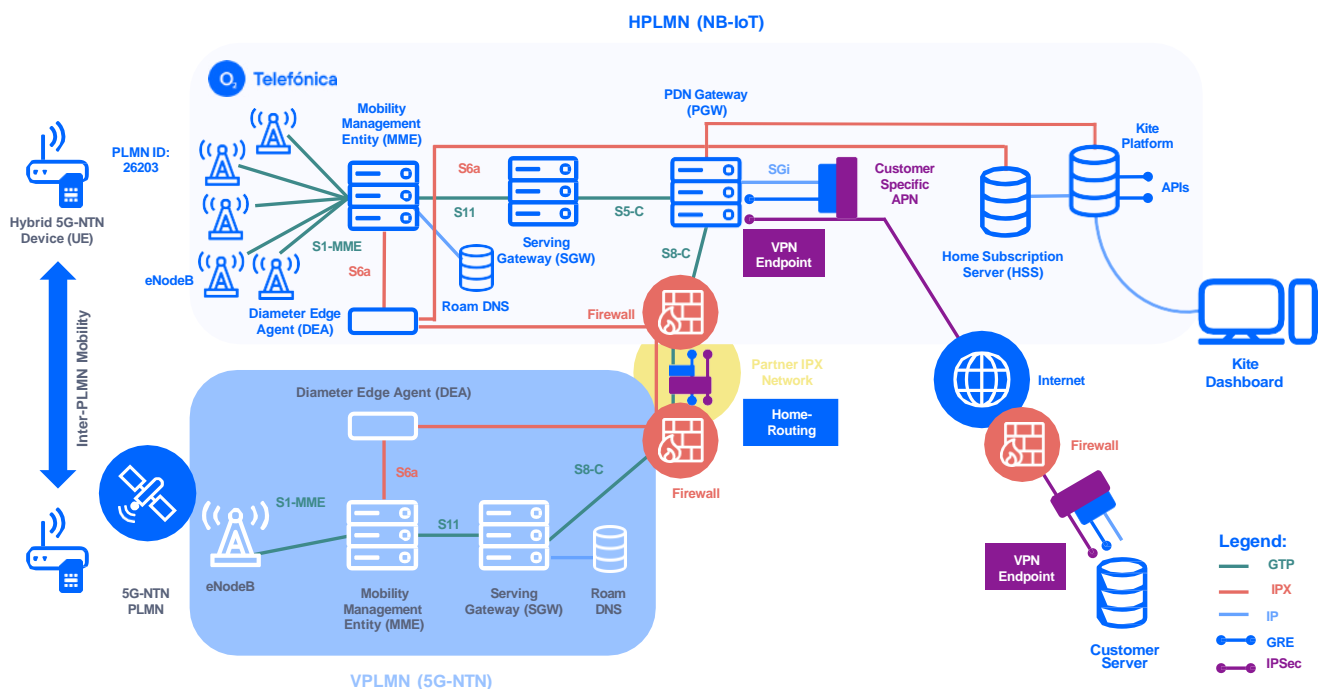 HPLMN (NB-IoT)
O₂ Telefónica
PLMN ID:
26203
Hybrid 5G-NTN
Device (UE)
Mobility
Management
Entity (MME)
PDN Gateway
(PGW)
Kite
Platform
S6a
SGi
Customer
Specific
APN
APIs
S11
S5-C
S1-MME
S6a
eNodeB
Serving
Gateway (SGW)
S8-C
VPN
Endpoint
Home Subscription
Server (HSS)
Roam DNS
Diameter Edge
Agent (DEA)
Firewall
Inter-PLMN Mobility
Partner IPX
Network
Internet
Kite
Dashboard
Diameter Edge Agent (DEA)
Home-
Routing
Firewall
S6a
S8-C
Firewall
S1-MME
S11
eNodeB
5G-NTN
PLMN
Mobility
Management
Entity (MME)
Serving
Gateway (SGW)
Roam
DNS
VPN
Endpoint
Customer
Server
Legend:
GTP
IPX
IP
GRE
IPSec
VPLMN (5G-NTN)